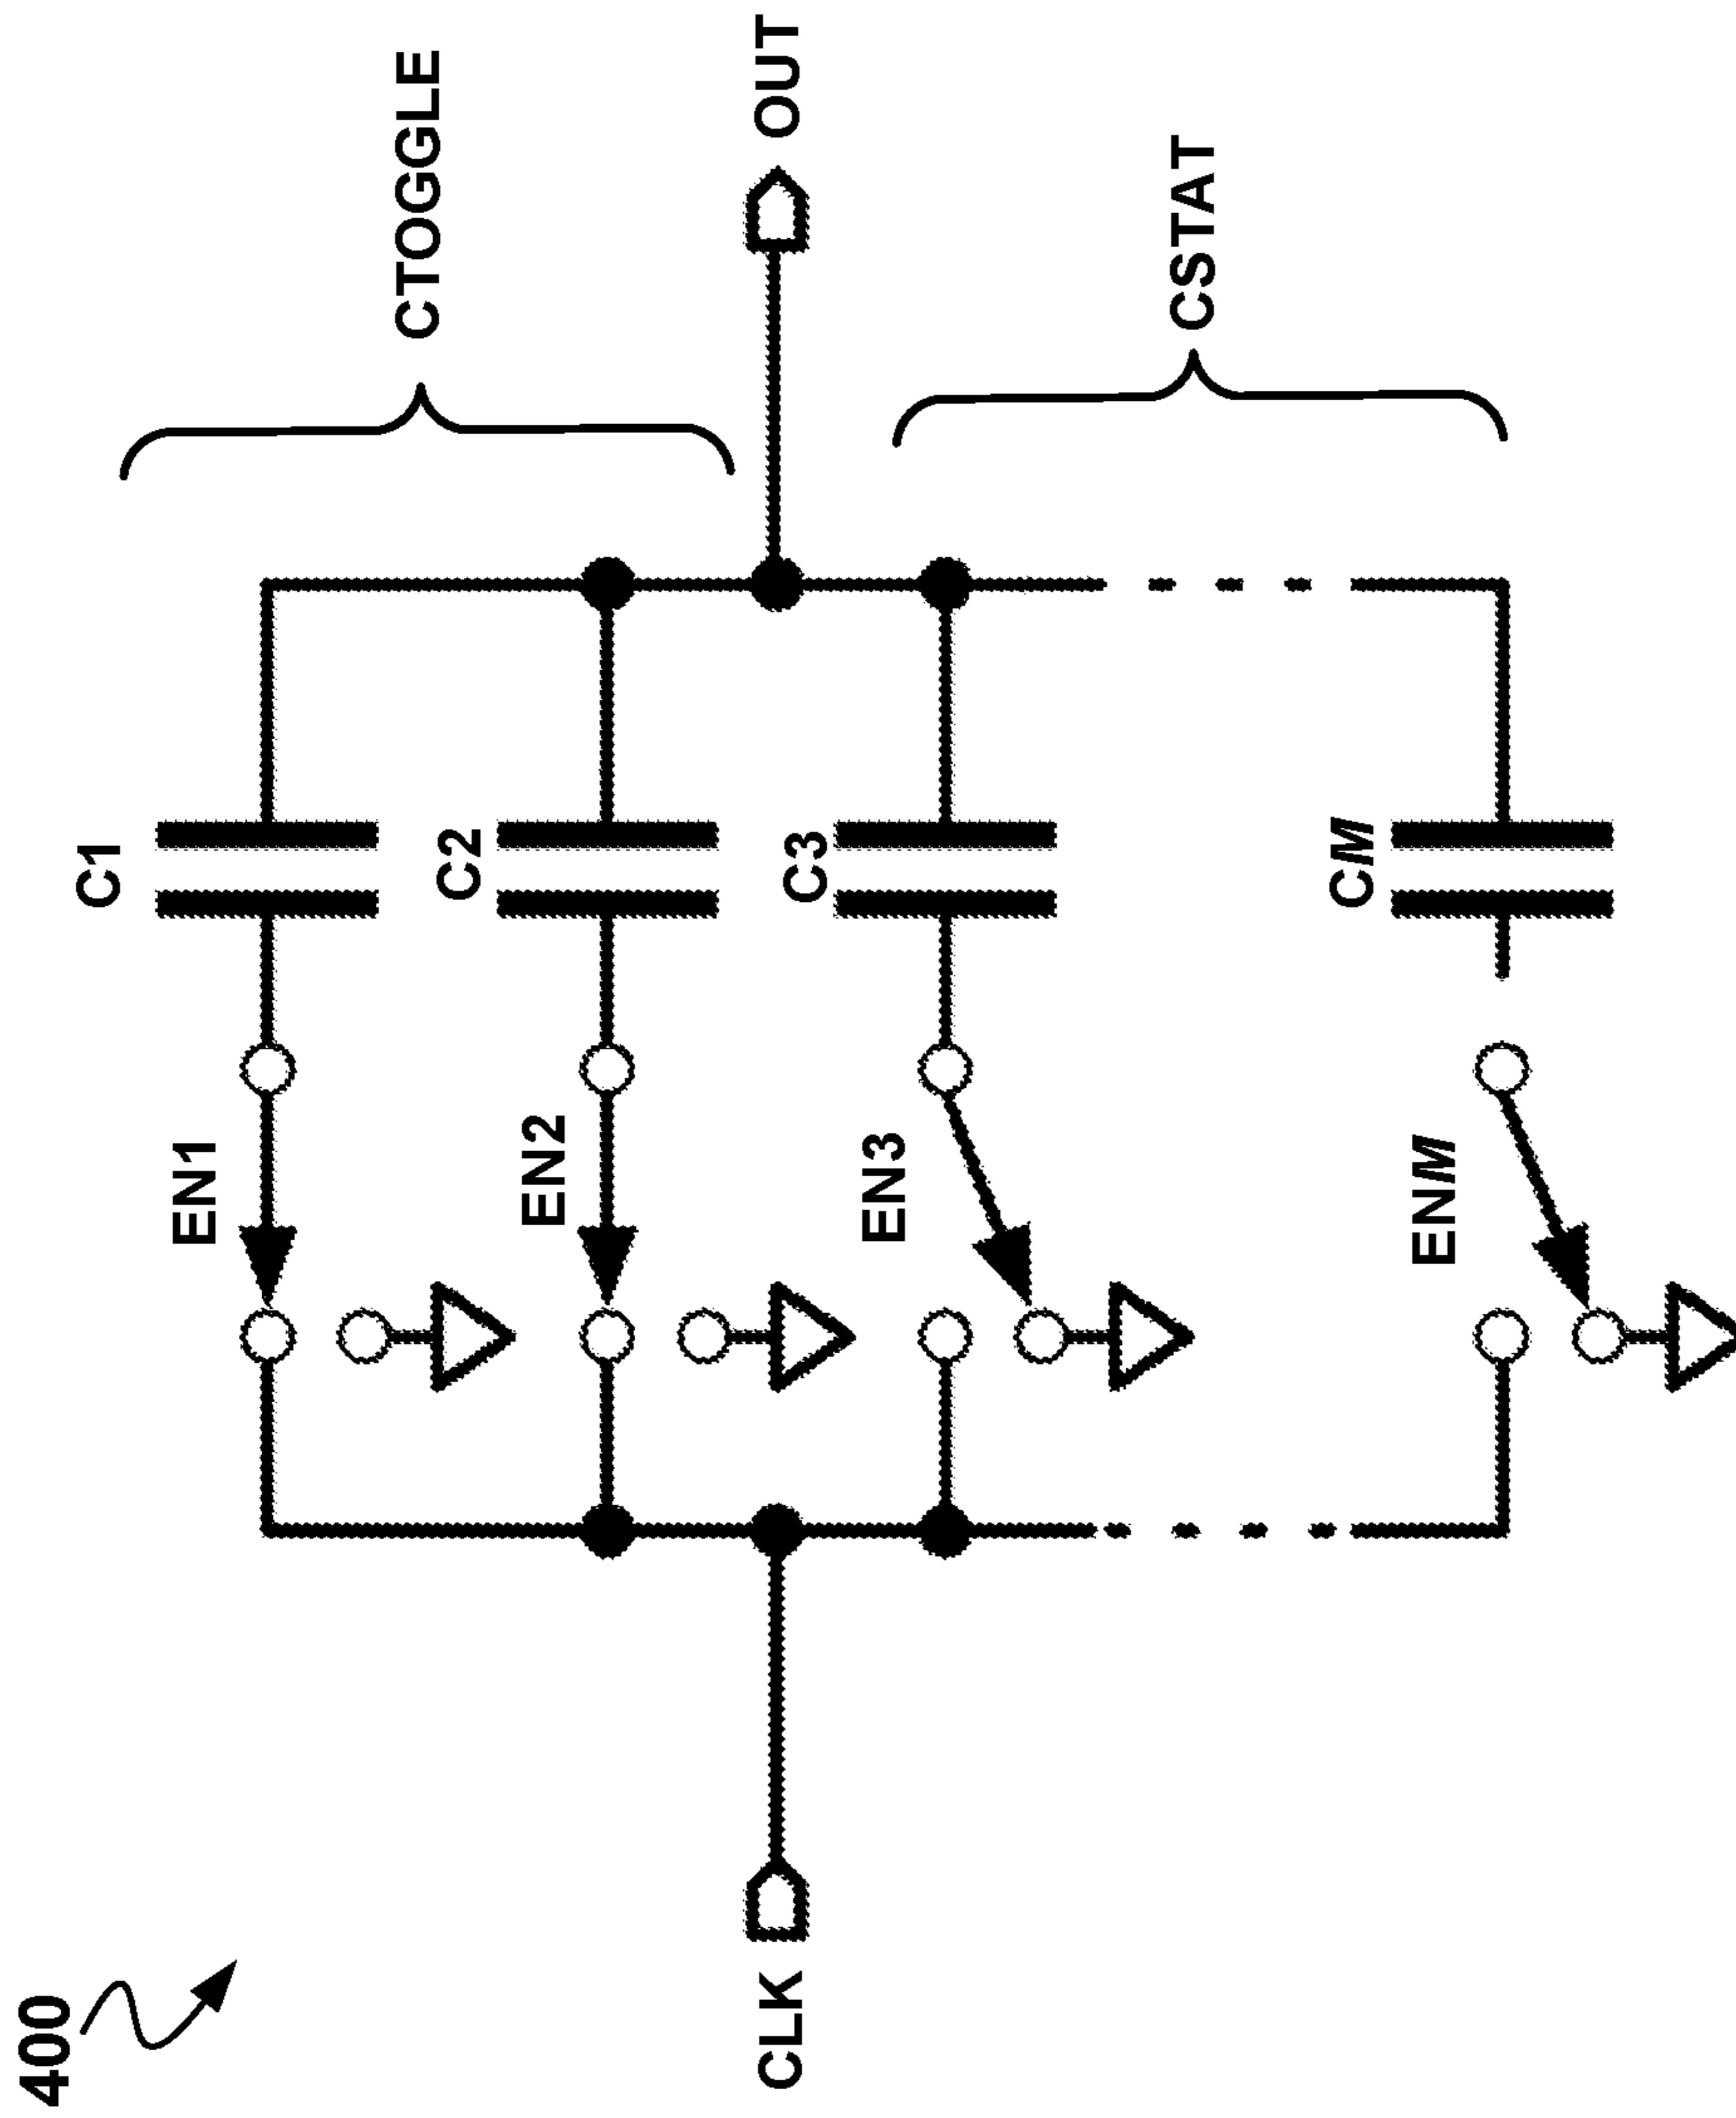 400
CTOGGLE
C1
EN1
C2
EN2
CLK
OUT
C3
EN3
CSTAT
CM
ENM